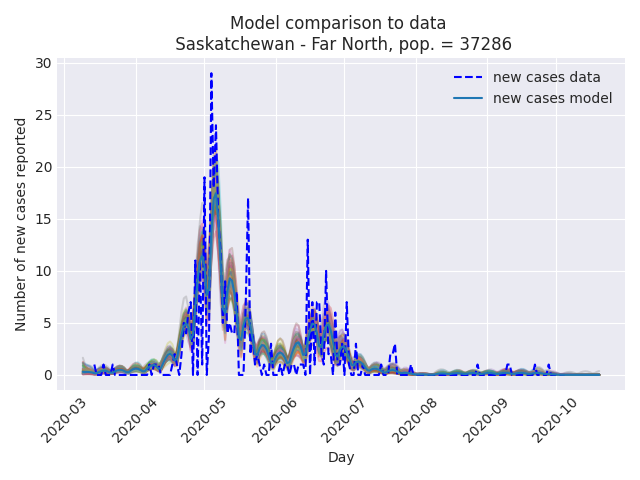 Model comparison to data
Saskatchewan - Far North, pop. = 37286
new cases data
new cases model
Number of new cases reported
30
25
20
15
10
5
0
2020-03
2020-04
2020-05
2020-06
2020-07
2020-08
2020-09
2020-10
Day